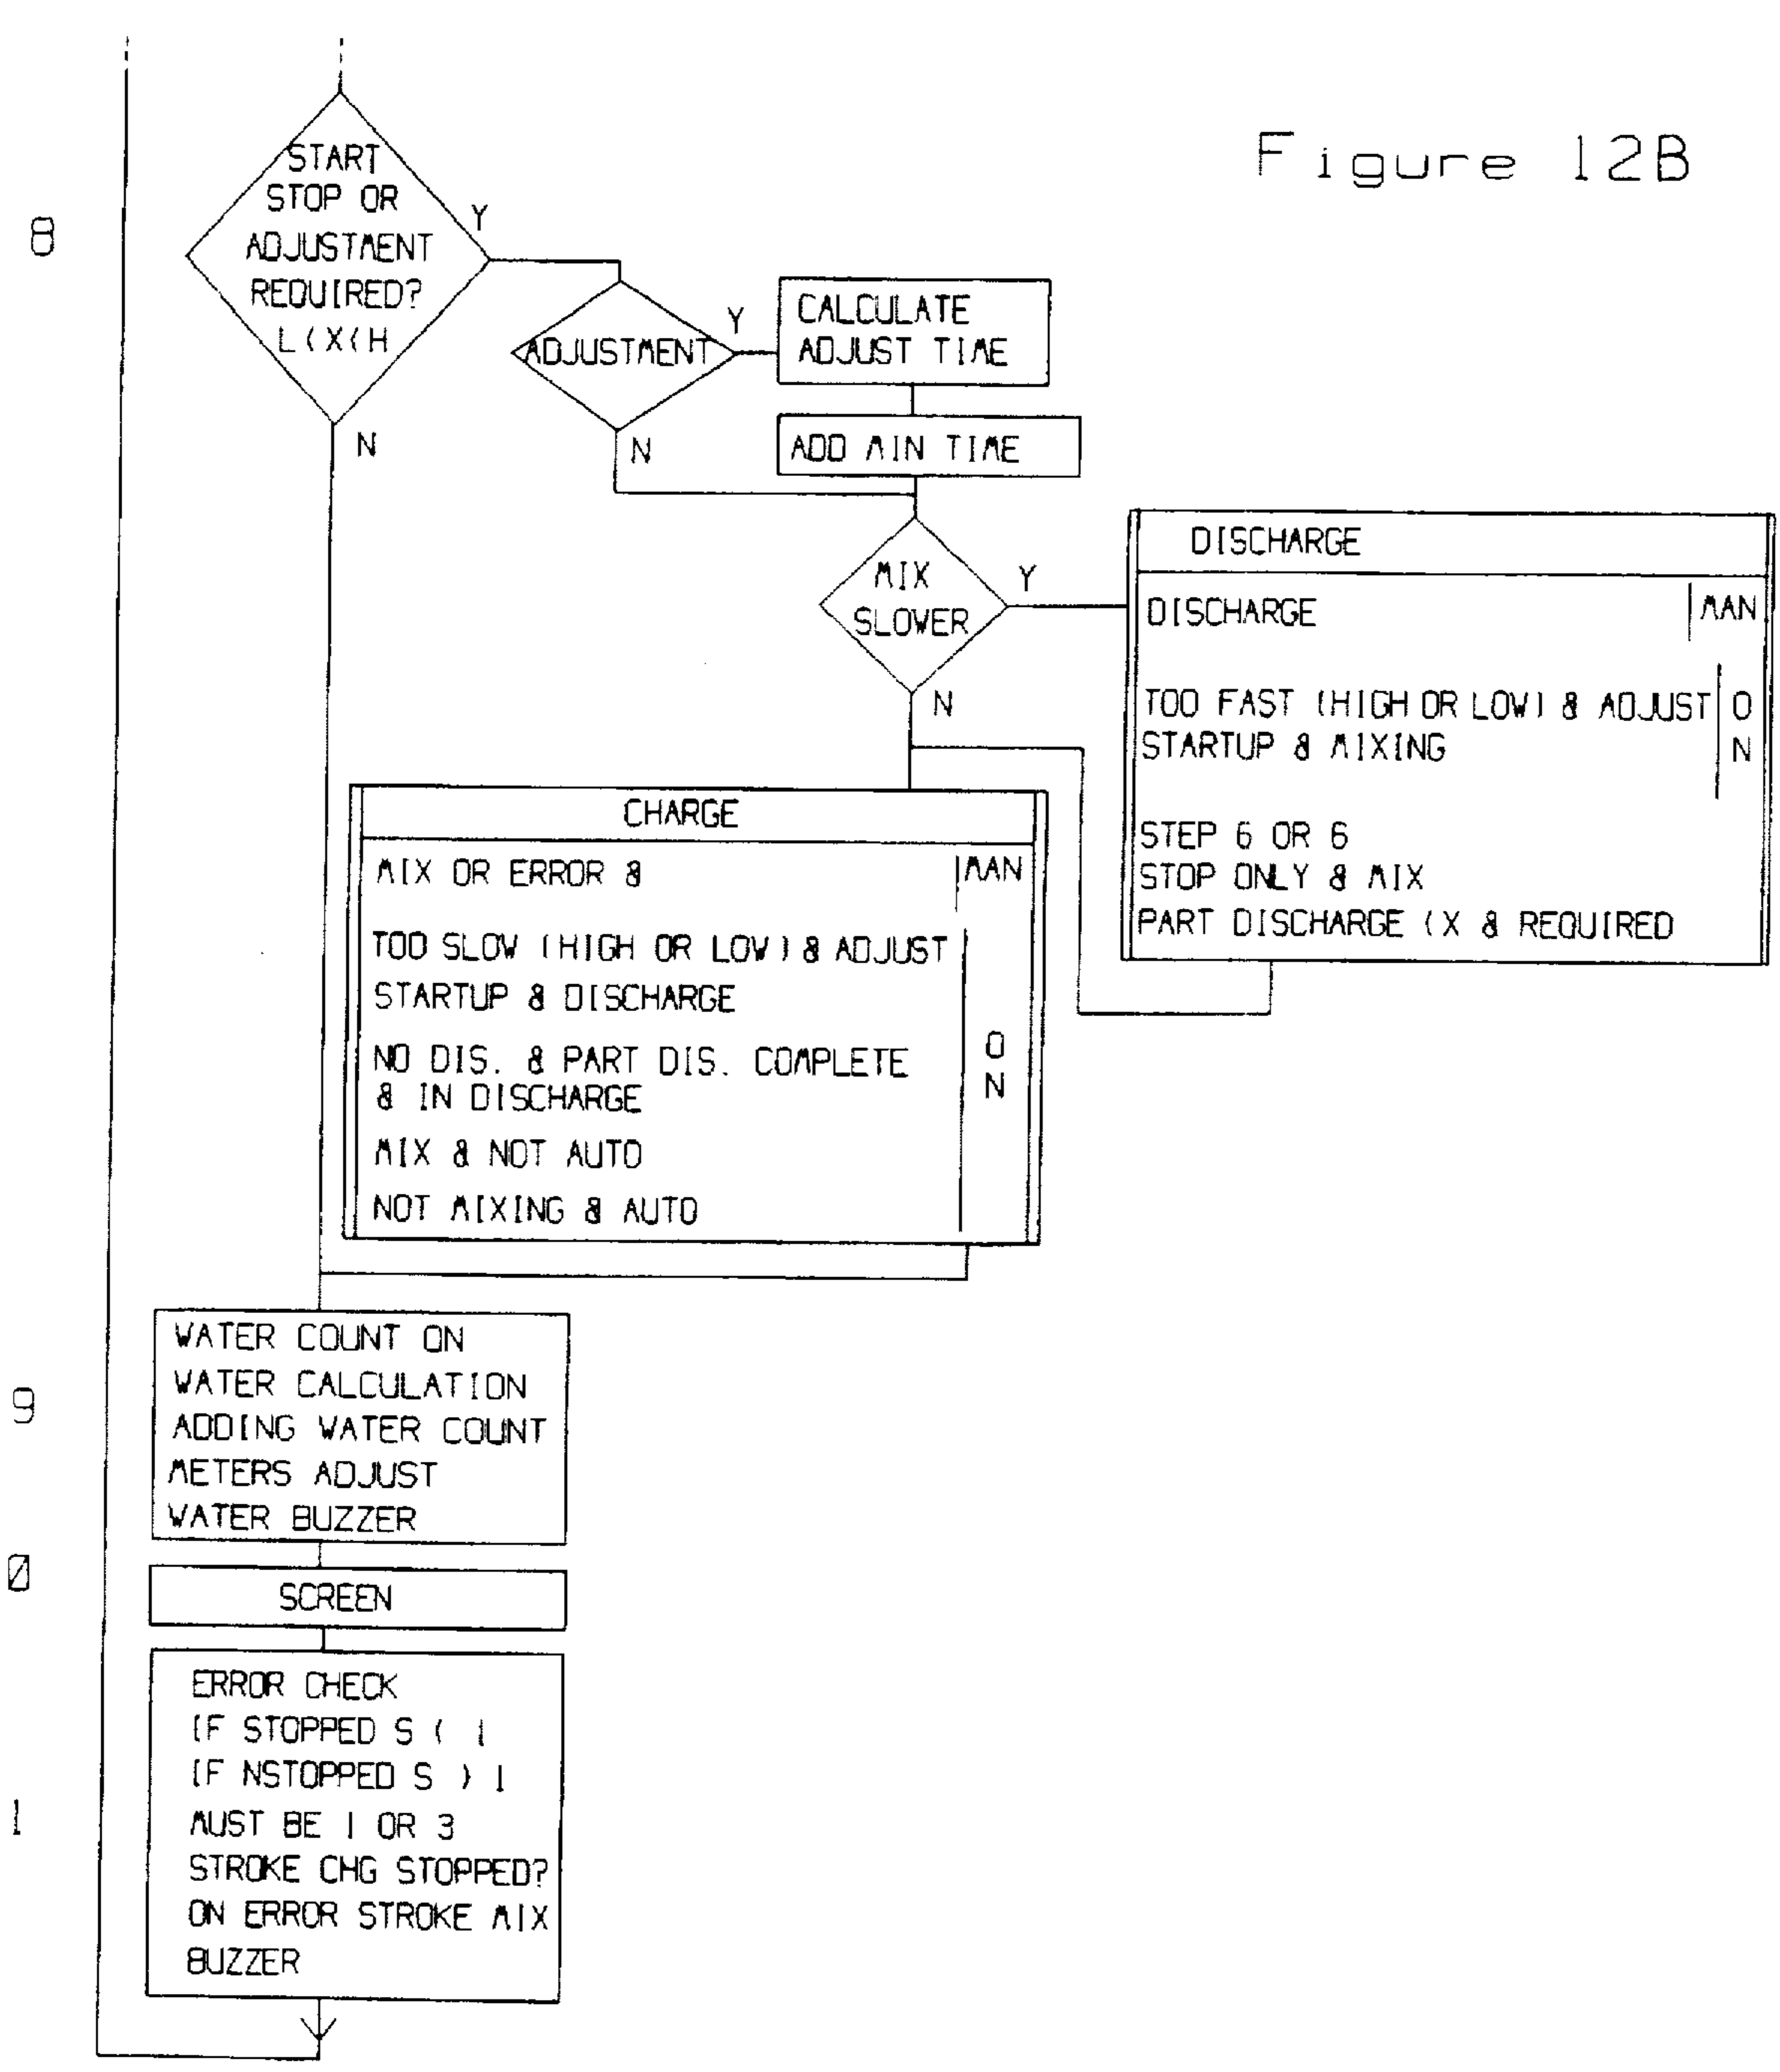 Figure 12B
8
START
STOP OR
ADJUSTMENT
REQUIRED?
L(X(H
Y
N
ADJUSTMENT
Y
N
CALCULATE
ADJUST TIME
ADD MIN TIME
MIX
SLOWER
Y
N
DISCHARGE
DISCHARGE
MAN
TOO FAST (HIGH OR LOW) & ADJUST
STARTUP & MIXING
O
N
STEP 6 OR 6
STOP ONLY & MIX
PART DISCHARGE (X & REQUIRED
CHARGE
MIX OR ERROR &
MAN
TOO SLOW (HIGH OR LOW) & ADJUST
STARTUP & DISCHARGE
NO DIS. & PART DIS. COMPLETE
& IN DISCHARGE
O
N
MIX & NOT AUTO
NOT MIXING & AUTO
9
WATER COUNT ON
WATER CALCULATION
ADDING WATER COUNT
METERS ADJUST
WATER BUZZER
0
SCREEN
1
ERROR CHECK
IF STOPPED S ( 1
IF NSTOPPED S ) 1
MUST BE 1 OR 3
STROKE CHG STOPPED?
ON ERROR STROKE MIX
BUZZER